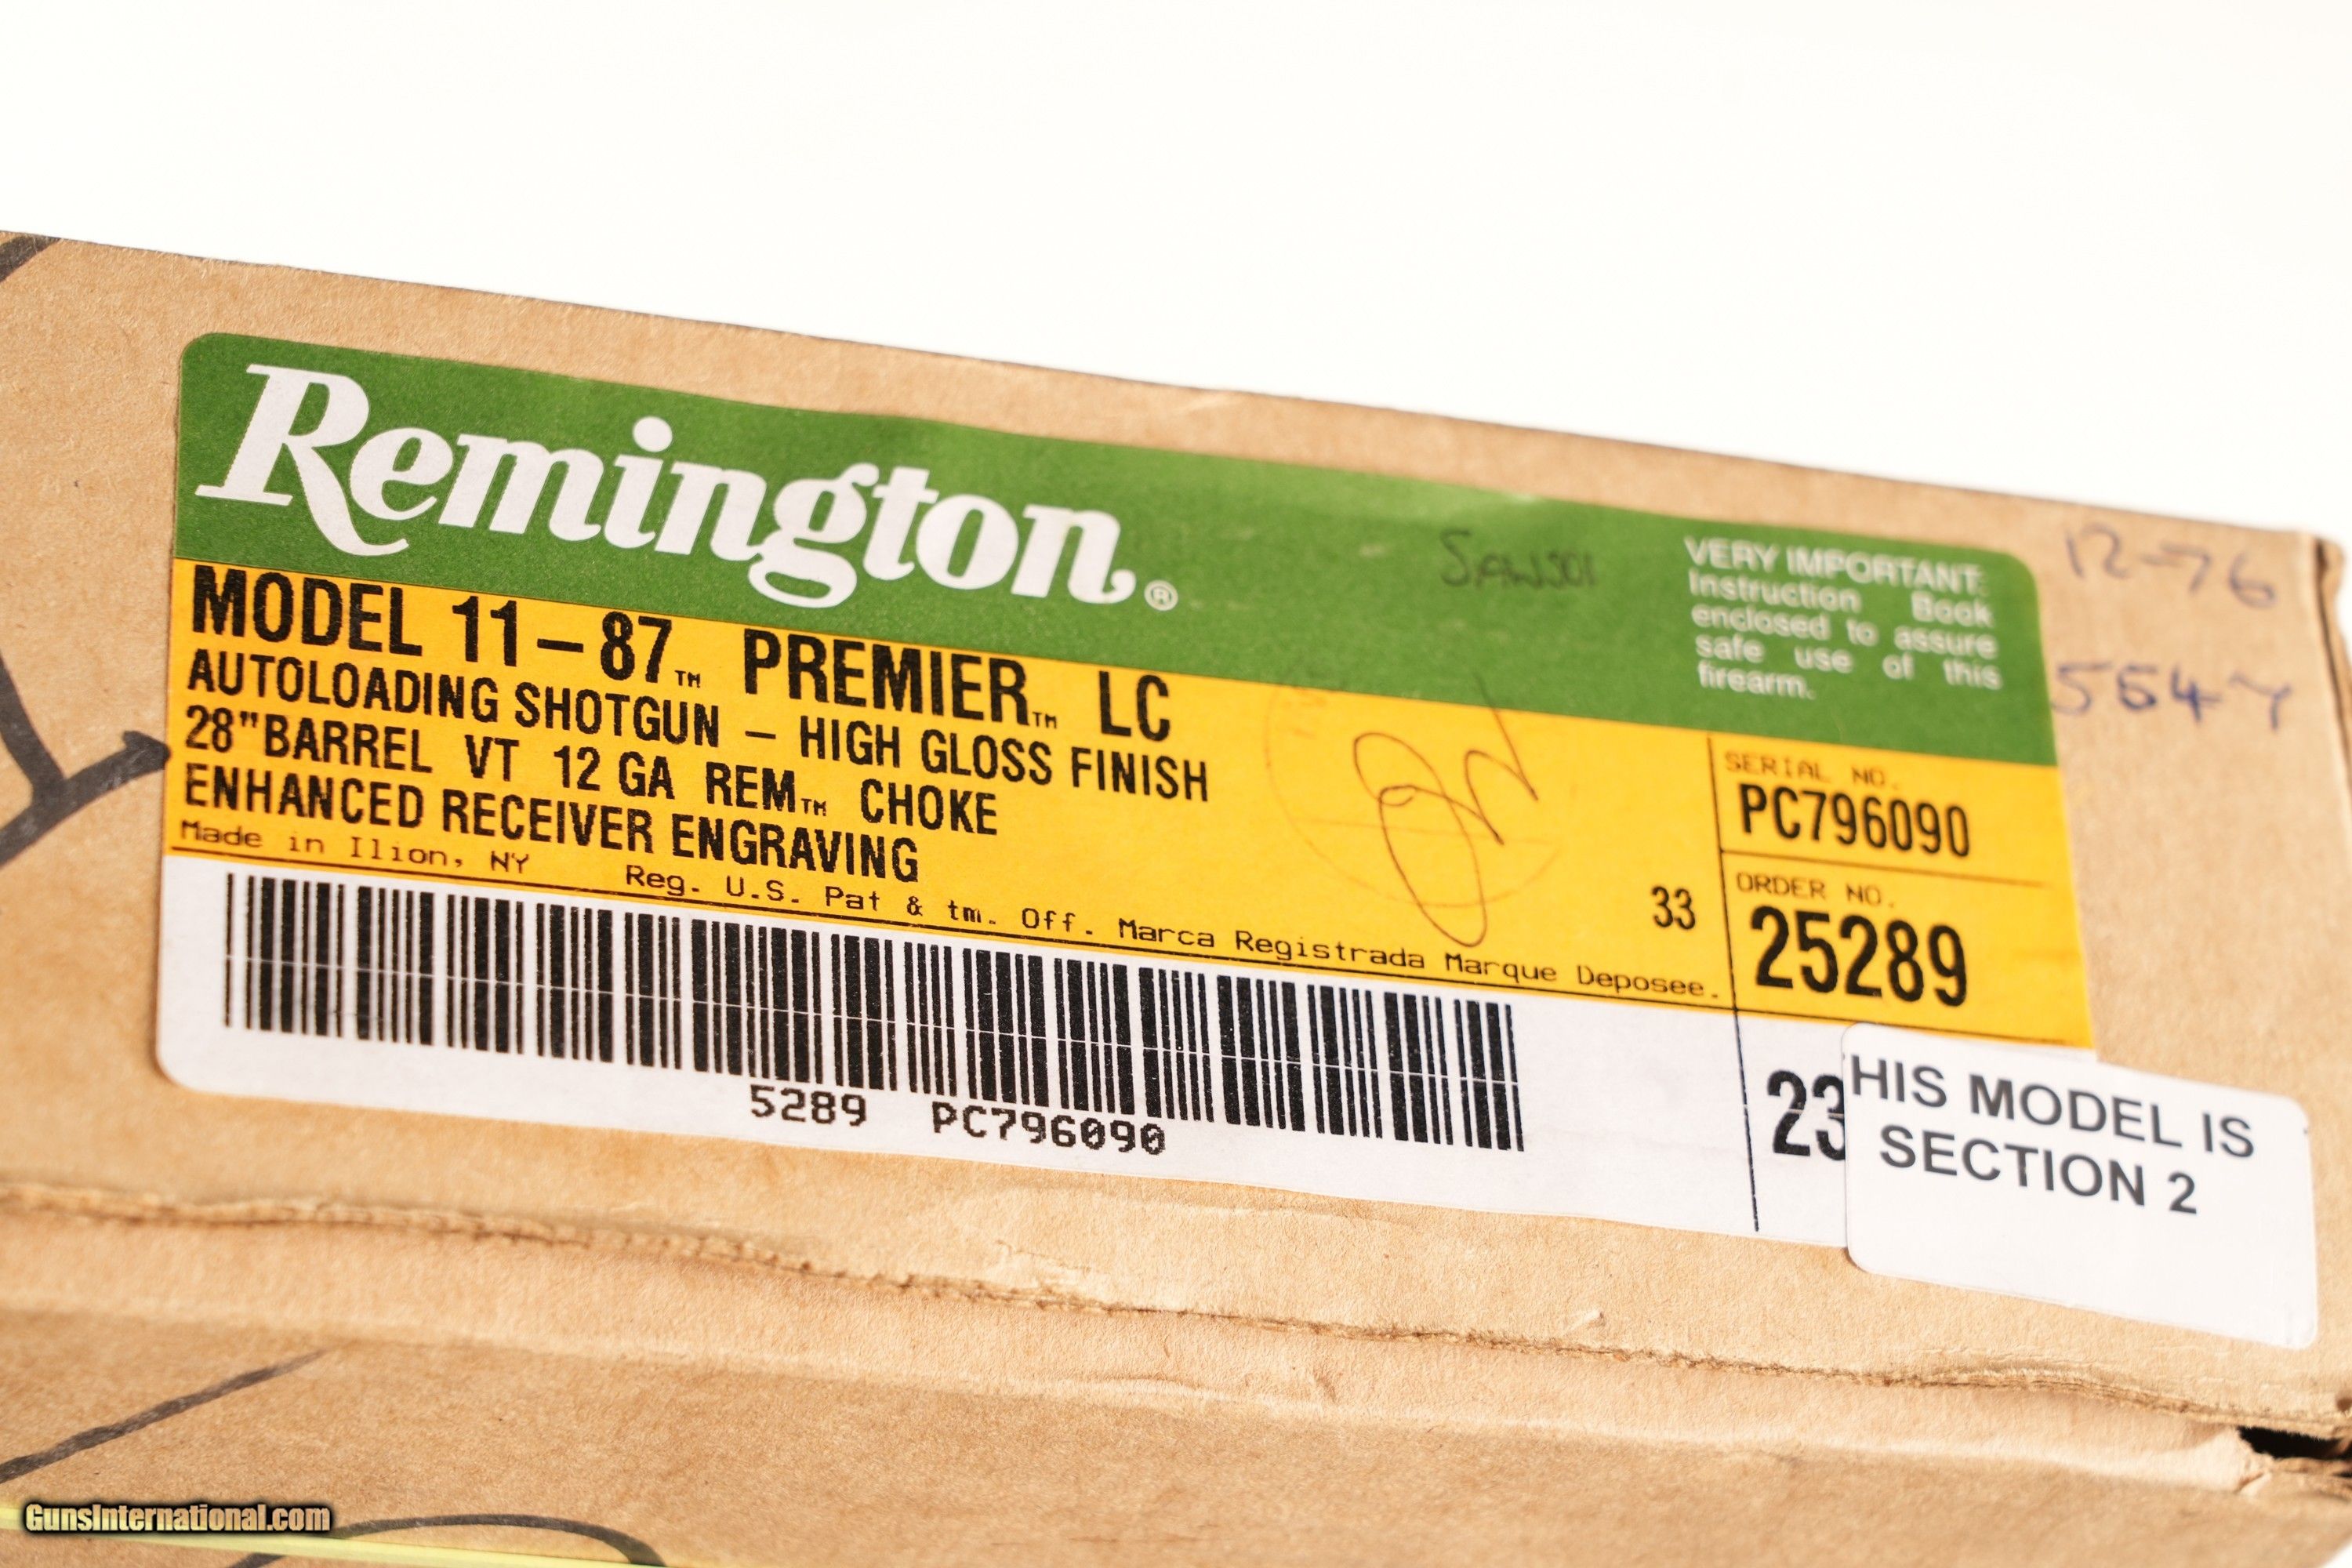 Remington®
VERY IMPORTANT:
Instruction Book
enclosed to assure
safe use of this
firearm.
12-76
MODEL 11-87™ PREMIER™ LC
AUTOLOADING SHOTGUN – HIGH GLOSS FINISH
28" BARREL VT 12 GA REM™ CHOKE
ENHANCED RECEIVER ENGRAVING
Made in Ilion, NY Reg. U.S. Pat & tm. Off. Marca Registrada Marque Deposee.
33
SERIAL NO.
PC796090
ORDER NO.
25289
5289 PC796090
23
HIS MODEL IS
SECTION 2
GunsInternational.com